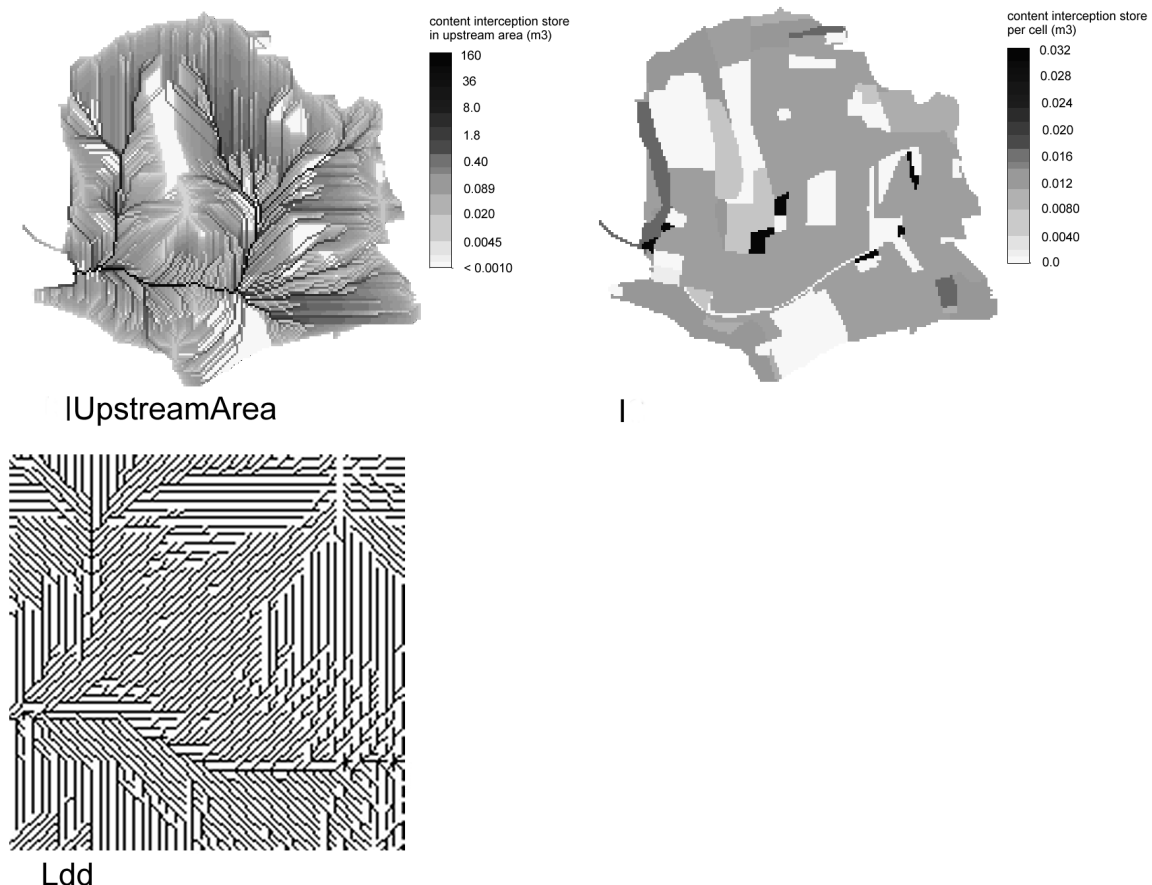 content interception store
in upstream area (m3)
160
36
8.0
1.8
0.40
0.089
0.020
0.0045
< 0.0010
IUpstreamArea
content interception store
per cell (m3)
0.032
0.028
0.024
0.020
0.016
0.012
0.0080
0.0040
0.0
I
Ldd